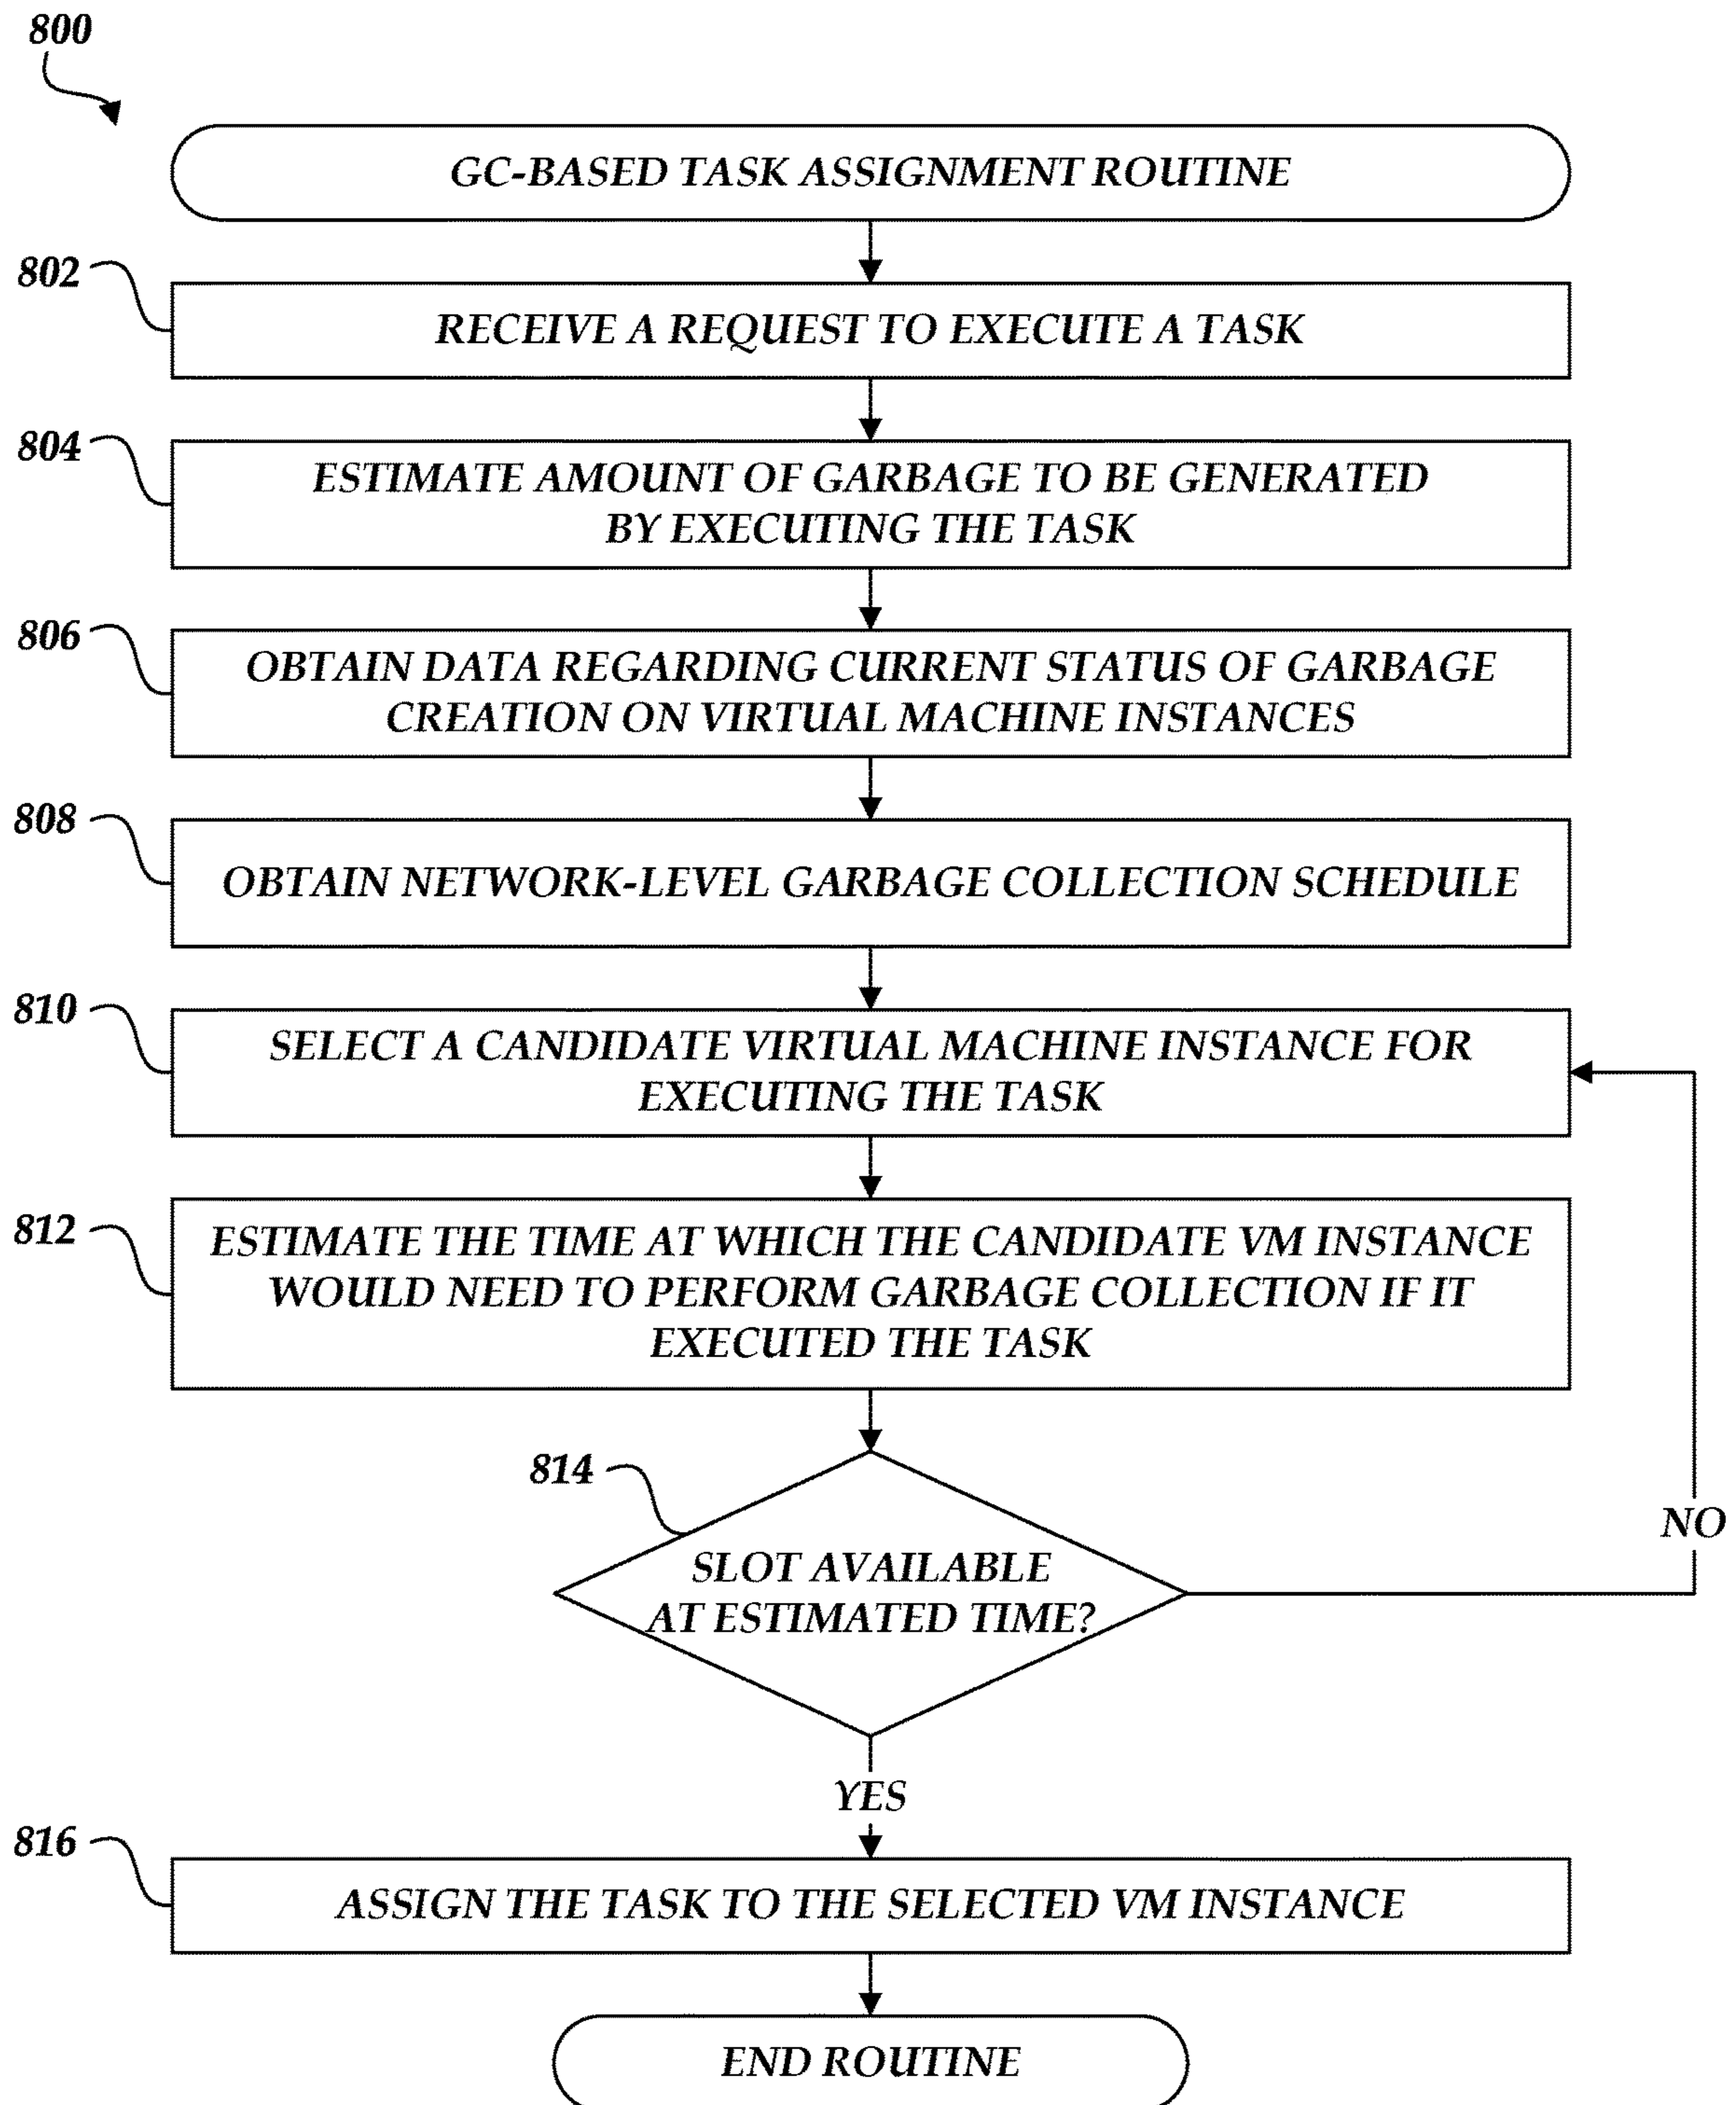 800
GC-BASED TASK ASSIGNMENT ROUTINE
802
RECEIVE A REQUEST TO EXECUTE A TASK
804
ESTIMATE AMOUNT OF GARBAGE TO BE GENERATED
BY EXECUTING THE TASK
806
OBTAIN DATA REGARDING CURRENT STATUS OF GARBAGE
CREATION ON VIRTUAL MACHINE INSTANCES
808
OBTAIN NETWORK-LEVEL GARBAGE COLLECTION SCHEDULE
810
SELECT A CANDIDATE VIRTUAL MACHINE INSTANCE FOR
EXECUTING THE TASK
812
ESTIMATE THE TIME AT WHICH THE CANDIDATE VM INSTANCE
WOULD NEED TO PERFORM GARBAGE COLLECTION IF IT
EXECUTED THE TASK
814
SLOT AVAILABLE
AT ESTIMATED TIME?
NO
YES
816
ASSIGN THE TASK TO THE SELECTED VM INSTANCE
END ROUTINE